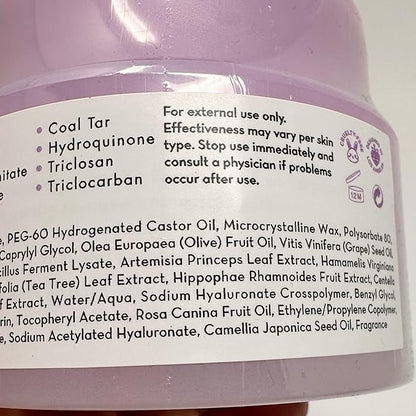 • Coal Tar
• Hydroquinone
• Triclosan
• Triclocarban
For external use only.
Effectiveness may vary per skin
type. Stop use immediately and
consult a physician if problems
occur after use.
12 M
PEG-60 Hydrogenated Castor Oil, Microcrystalline Wax, Polysorbate 80,
Caprylyl Glycol, Olea Europaea (Olive) Fruit Oil, Vitis Vinifera (Grape) Seed Oil,
Ferment Lysate, Artemisia Princeps Leaf Extract, Hamamelis Virginiana
(Tea Tree) Leaf Extract, Hippophae Rhamnoides Fruit Extract, Centella
Extract, Water/Aqua, Sodium Hyaluronate Crosspolymer, Benzyl Glycol,
Tocopheryl Acetate, Rosa Canina Fruit Oil, Ethylene/Propylene Copolymer,
Sodium Acetylated Hyaluronate, Camellia Japonica Seed Oil, Fragrance